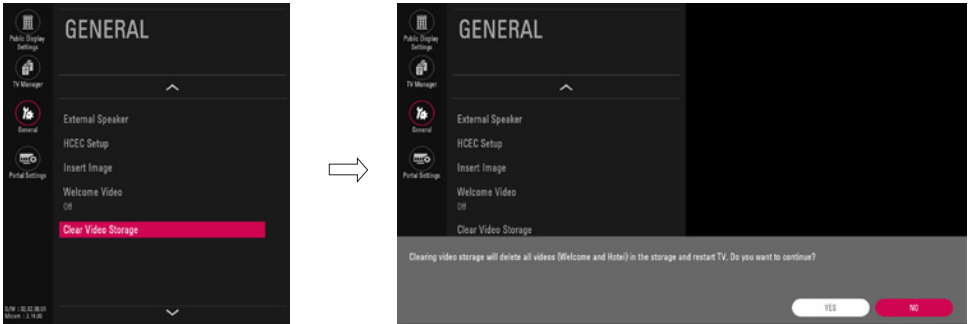 GENERAL
Public Display
Settings
TV Manager
General
Portal Settings
External Speaker
HCEC Setup
Insert Image
Welcome Video
Off
Clear Video Storage
GENERAL
Public Display
Settings
TV Manager
General
Portal Settings
External Speaker
HCEC Setup
Insert Image
Welcome Video
Off
Clear Video Storage
Clearing video storage will delete all videos (Welcome and Hotel) in the storage and restart TV. Do you want to continue?
YES
NO